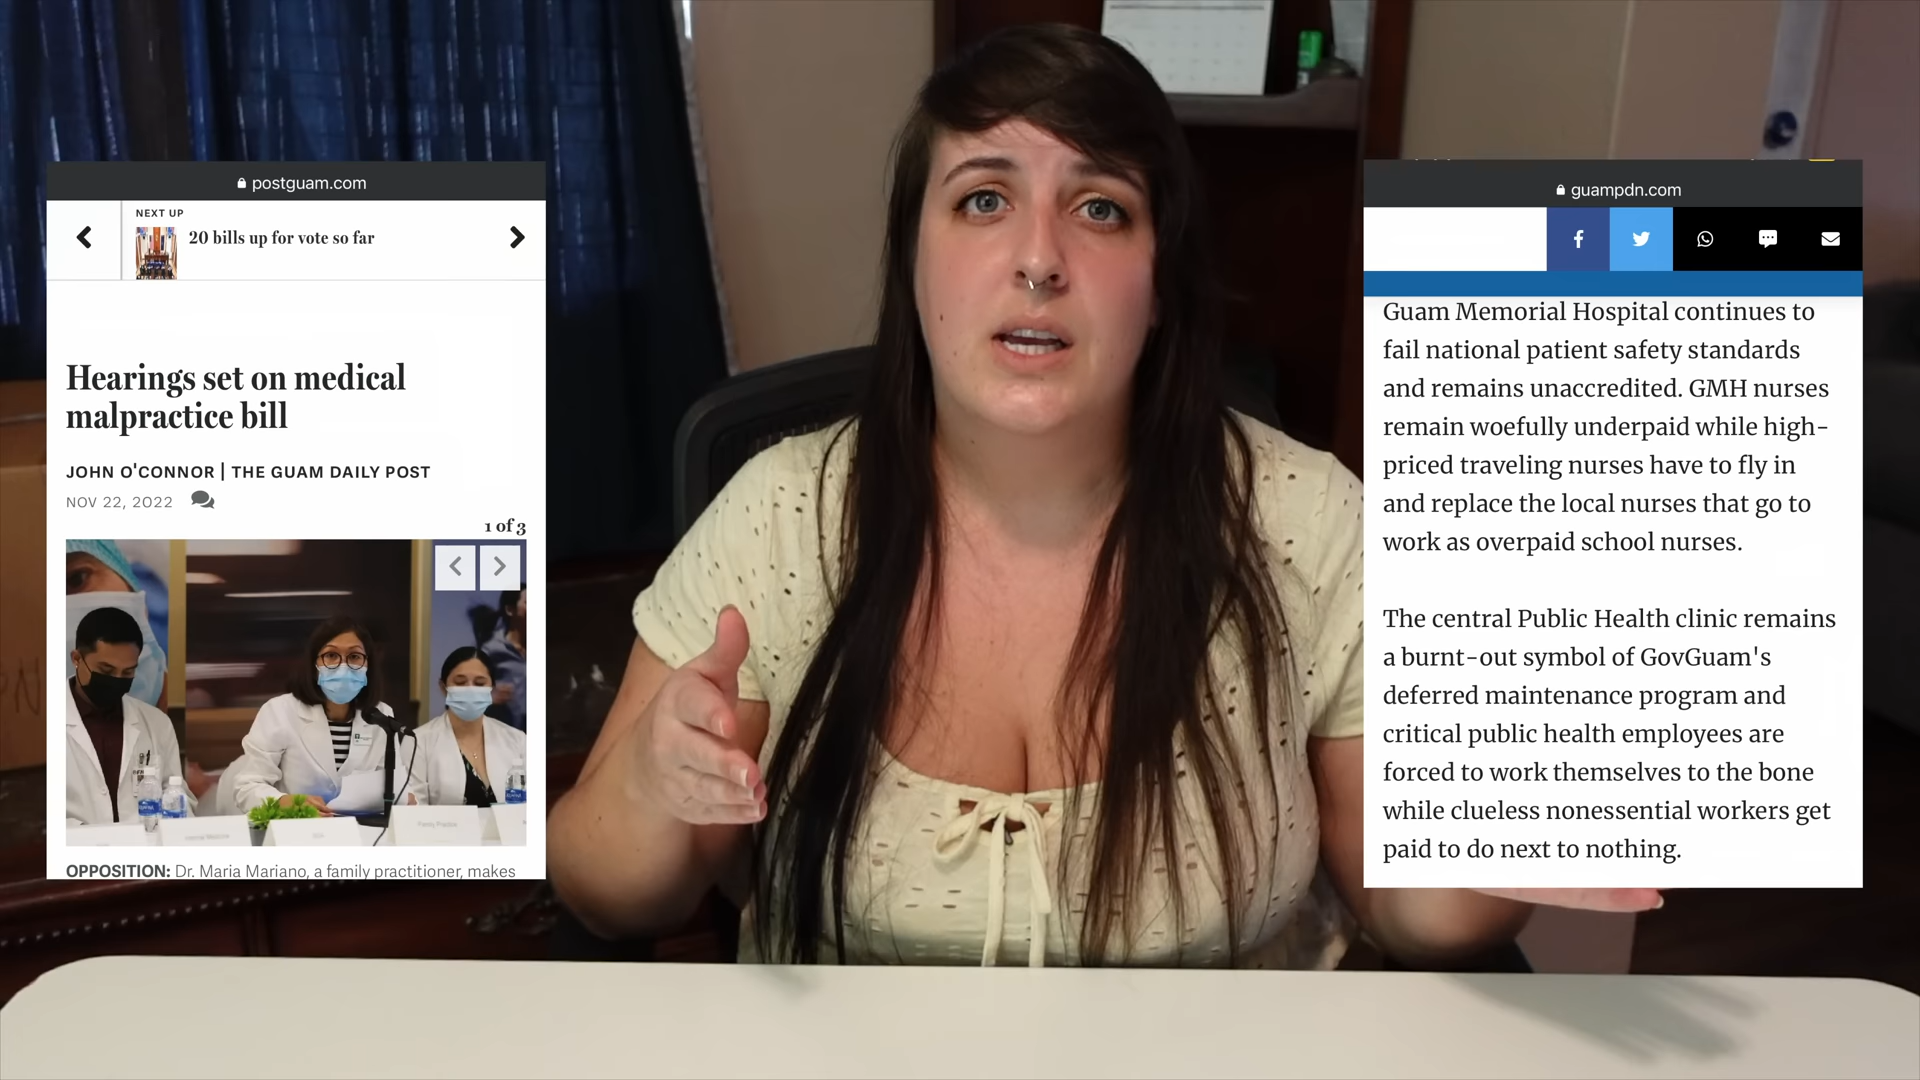 postguam.com
NEXT UP
20 bills up for vote so far
Hearings set on medical
malpractice bill
JOHN O'CONNOR | THE GUAM DAILY POST
NOV 22, 2022
1 of 3
OPPOSITION: Dr. Maria Mariano, a family practitioner, makes
guampdn.com
Guam Memorial Hospital continues to
fail national patient safety standards
and remains unaccredited. GMH nurses
remain woefully underpaid while high-
priced traveling nurses have to fly in
and replace the local nurses that go to
work as overpaid school nurses.
The central Public Health clinic remains
a burnt-out symbol of GovGuam's
deferred maintenance program and
critical public health employees are
forced to work themselves to the bone
while clueless nonessential workers get
paid to do next to nothing.